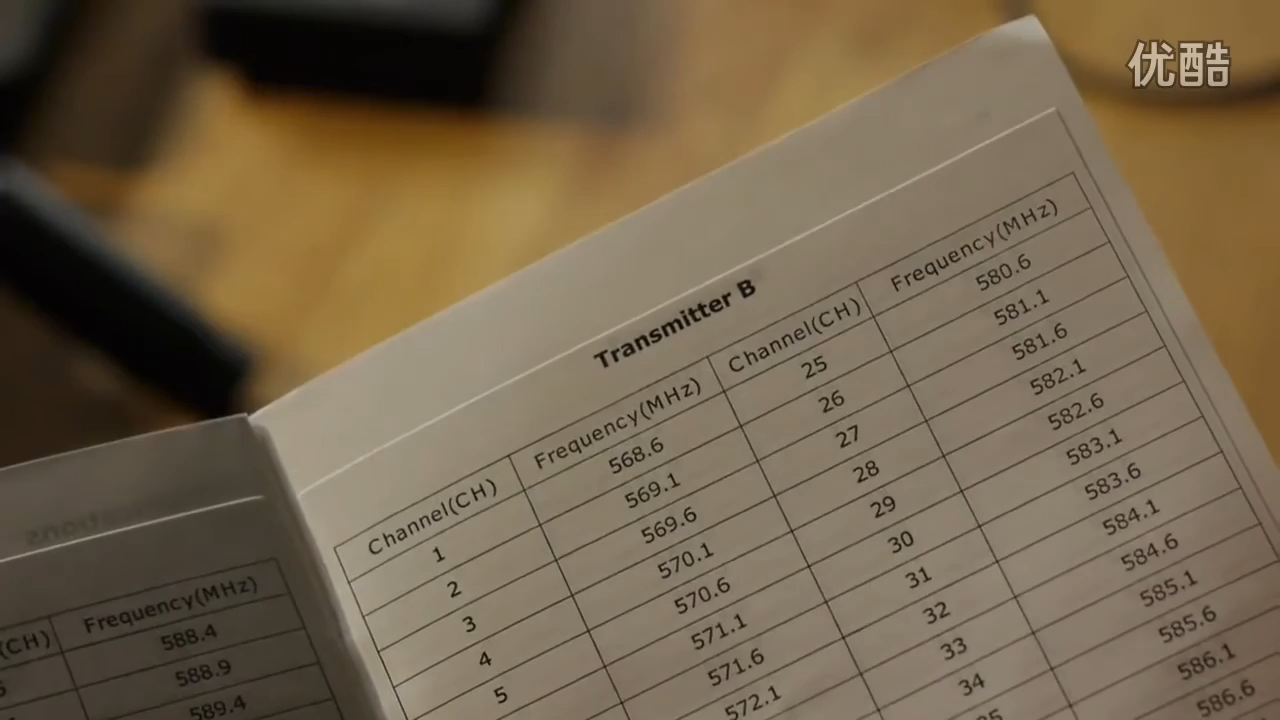 优酷
Transmitter B
Channel(CH) Frequency(MHz) Channel(CH) Frequency(MHz)
1 568.6 25 580.6
2 569.1 26 581.1
3 569.6 27 581.6
4 570.1 28 582.1
5 570.6 29 582.6
571.1 30 583.1
571.6 31 583.6
572.1 32 584.1
33 584.6
34 585.1
585.6
586.1
586.6
(CH) Frequency(MHz)
588.4
588.9
589.4